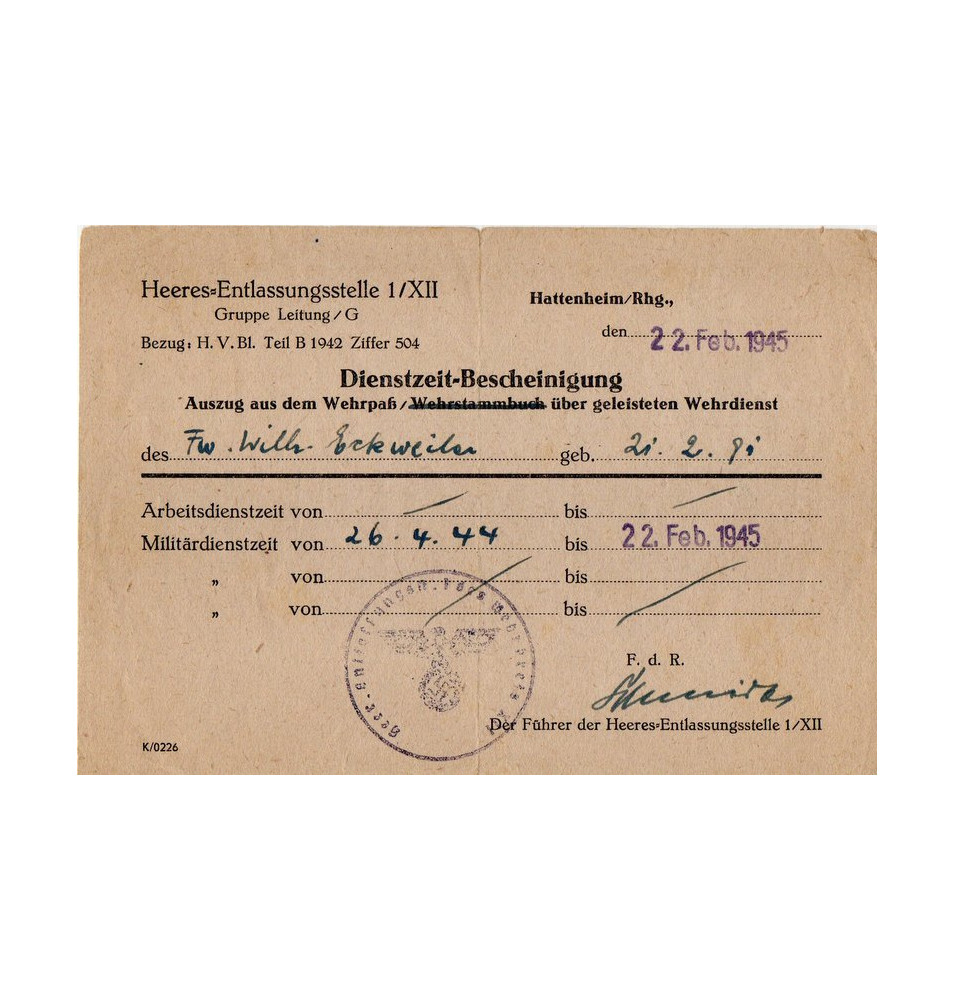 Heeres=Entlassungsstelle 1/XII
Gruppe Leitung/G
Bezug: H. V. Bl. Teil B 1942 Ziffer 504
Hattenheim/Rhg.,
den 22. Feb. 1945
Dienstzeit-Bescheinigung
Auszug aus dem Wehrpaß/Wehrstammbuch über geleisteten Wehrdienst
des Fw. Wilh. Eckweiler geb. 21. 2. 91
Arbeitsdienstzeit von bis
Militärdienstzeit von 26. 4. 44 bis 22. Feb. 1945
„ von bis
„ von bis
F. d. R.
Der Führer der Heeres-Entlassungsstelle 1/XII
K/0226